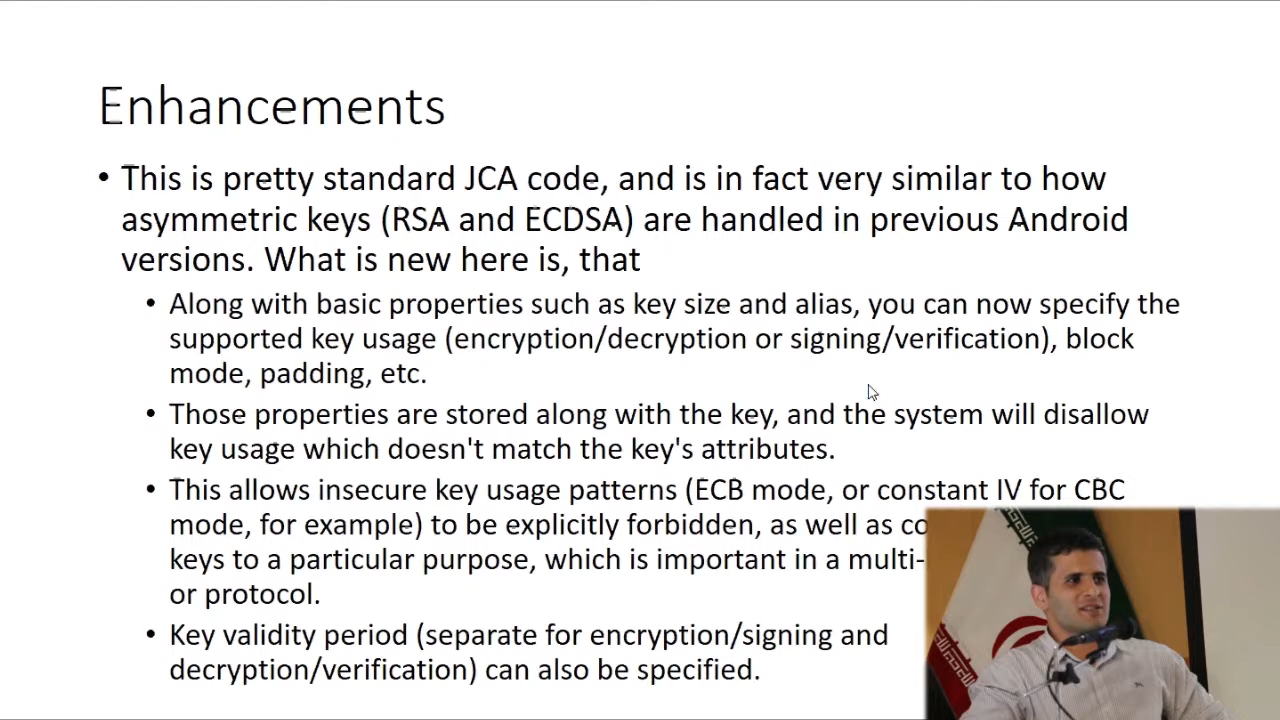 Enhancements
• This is pretty standard JCA code, and is in fact very similar to how
asymmetric keys (RSA and ECDSA) are handled in previous Android
versions. What is new here is, that
• Along with basic properties such as key size and alias, you can now specify the
supported key usage (encryption/decryption or signing/verification), block
mode, padding, etc.
• Those properties are stored along with the key, and the system will disallow
key usage which doesn't match the key's attributes.
• This allows insecure key usage patterns (ECB mode, or constant IV for CBC
mode, for example) to be explicitly forbidden, as well as co
keys to a particular purpose, which is important in a multi-
or protocol.
• Key validity period (separate for encryption/signing and
decryption/verification) can also be specified.